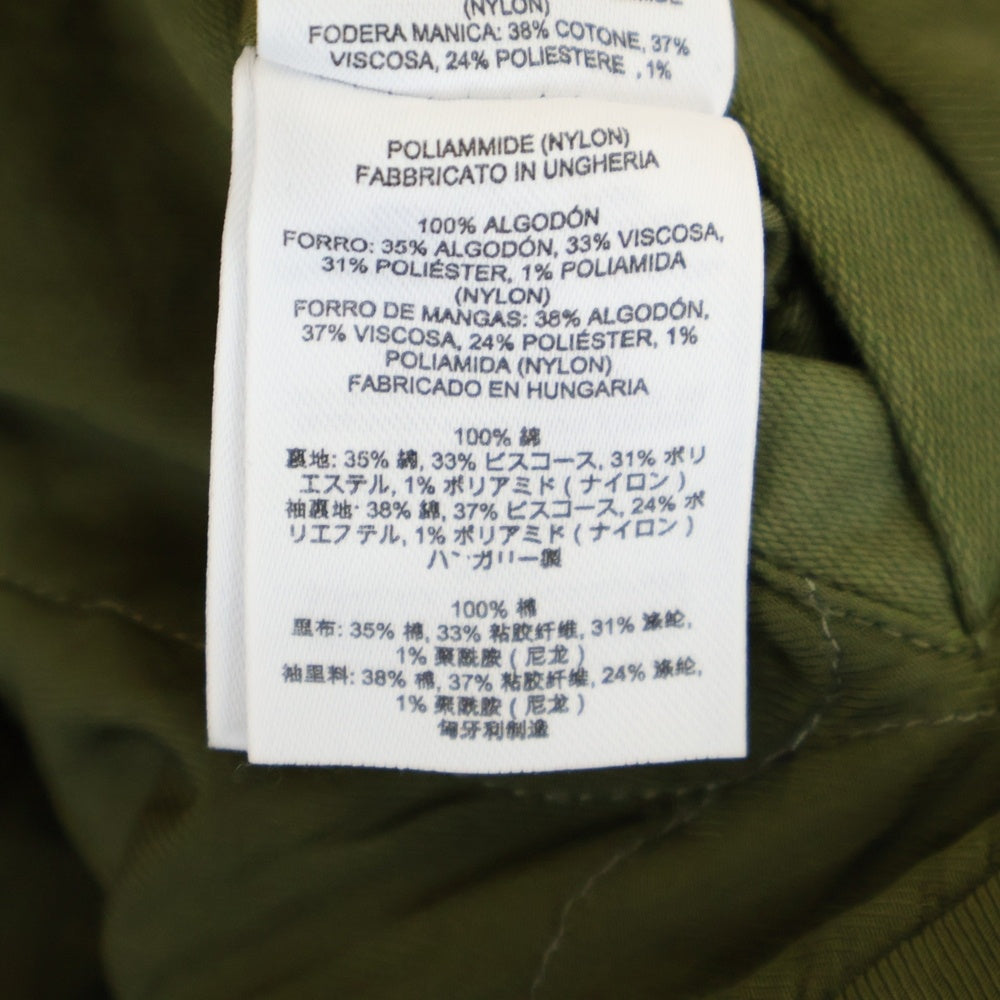 (NYLON)
FODERA MANICA: 38% COTONE, 37%
VISCOSA, 24% POLIESTERE ,1%
POLIAMMIDE (NYLON)
FABBRICATO IN UNGHERIA
100% ALGODÓN
FORRO: 35% ALGODÓN, 33% VISCOSA,
31% POLIÉSTER, 1% POLIAMIDA
(NYLON)
FORRO DE MANGAS: 38% ALGODÓN,
37% VISCOSA, 24% POLIÉSTER, 1%
POLIAMIDA (NYLON)
FABRICADO EN HUNGARIA
100% 綿
裏地: 35% 綿, 33% ビスコース, 31% ポリ
エステル, 1% ポリアミド ( ナイロン )
袖裏地: 38% 綿, 37% ビスコース, 24% ポ
リエステル, 1% ポリアミド ( ナイロン )
ハンガリー製
100% 棉
里布: 35% 棉, 33% 粘胶纤维, 31% 涤纶,
1% 聚酰胺 ( 尼龙 )
袖里料: 38% 棉, 37% 粘胶纤维, 24% 涤纶,
1% 聚酰胺 ( 尼龙 )
匈牙利制造